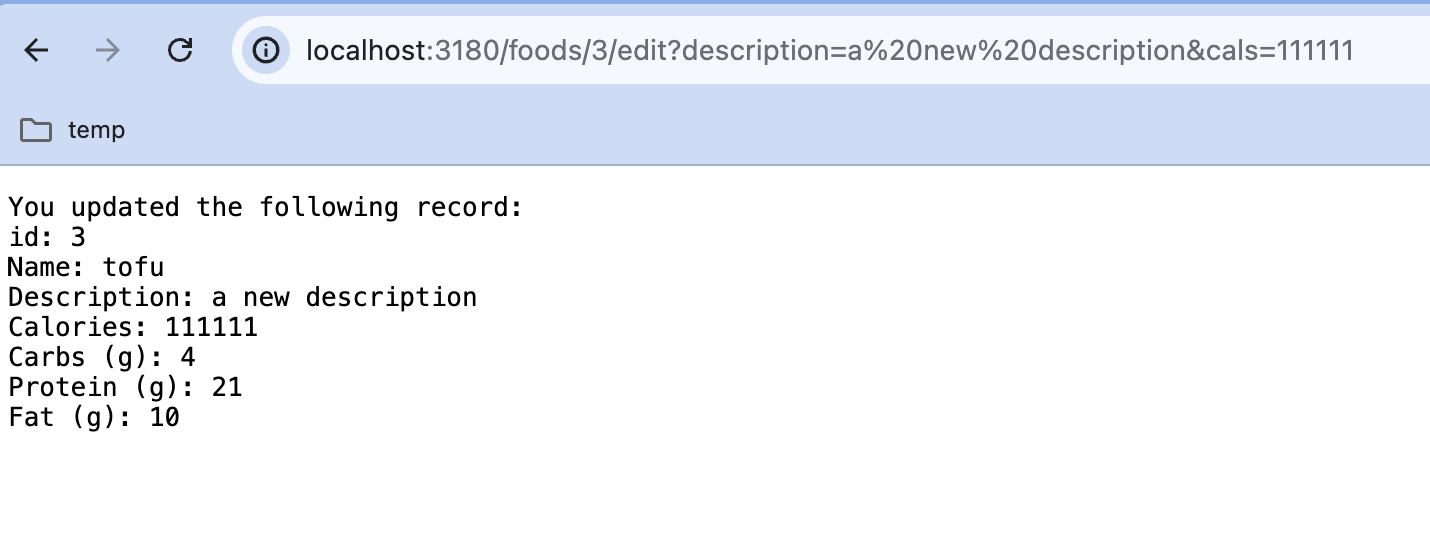 localhost:3180/foods/3/edit?description=a%20new%20description&cals=111111
temp
You updated the following record:
id: 3
Name: tofu
Description: a new description
Calories: 111111
Carbs (g): 4
Protein (g): 21
Fat (g): 10